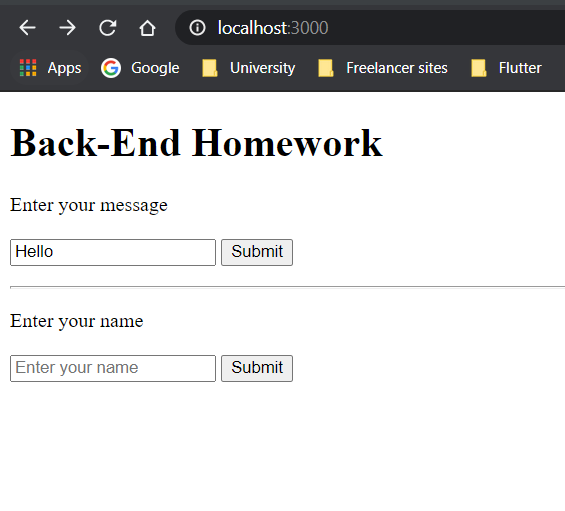 localhost:3000
Apps Google University Freelancer sites Flutter
Back-End Homework
Enter your message
Hello Submit
Enter your name
Enter your name Submit